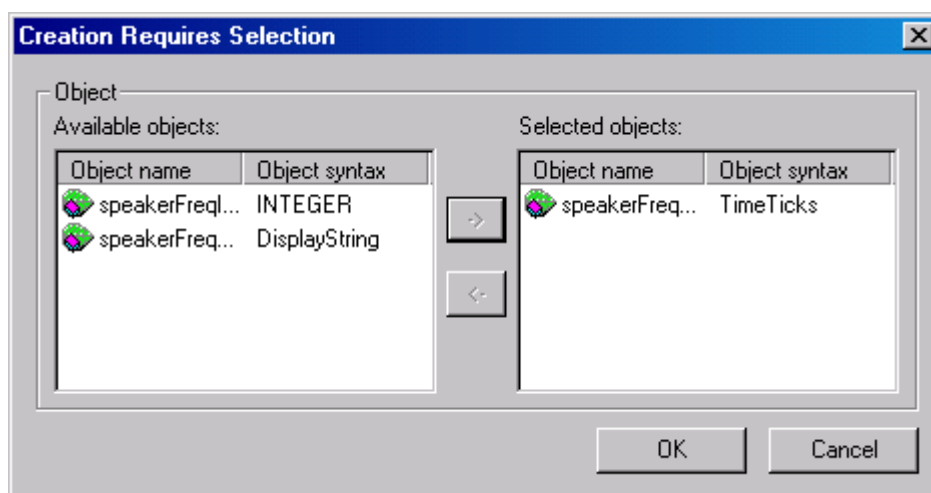 Creation Requires Selection
Object
Available objects:
Selected objects:
Object name Object syntax
Object name Object syntax
speakerFreqI... INTEGER
speakerFreq... TimeTicks
speakerFreq... DisplayString
->
<-
OK Cancel